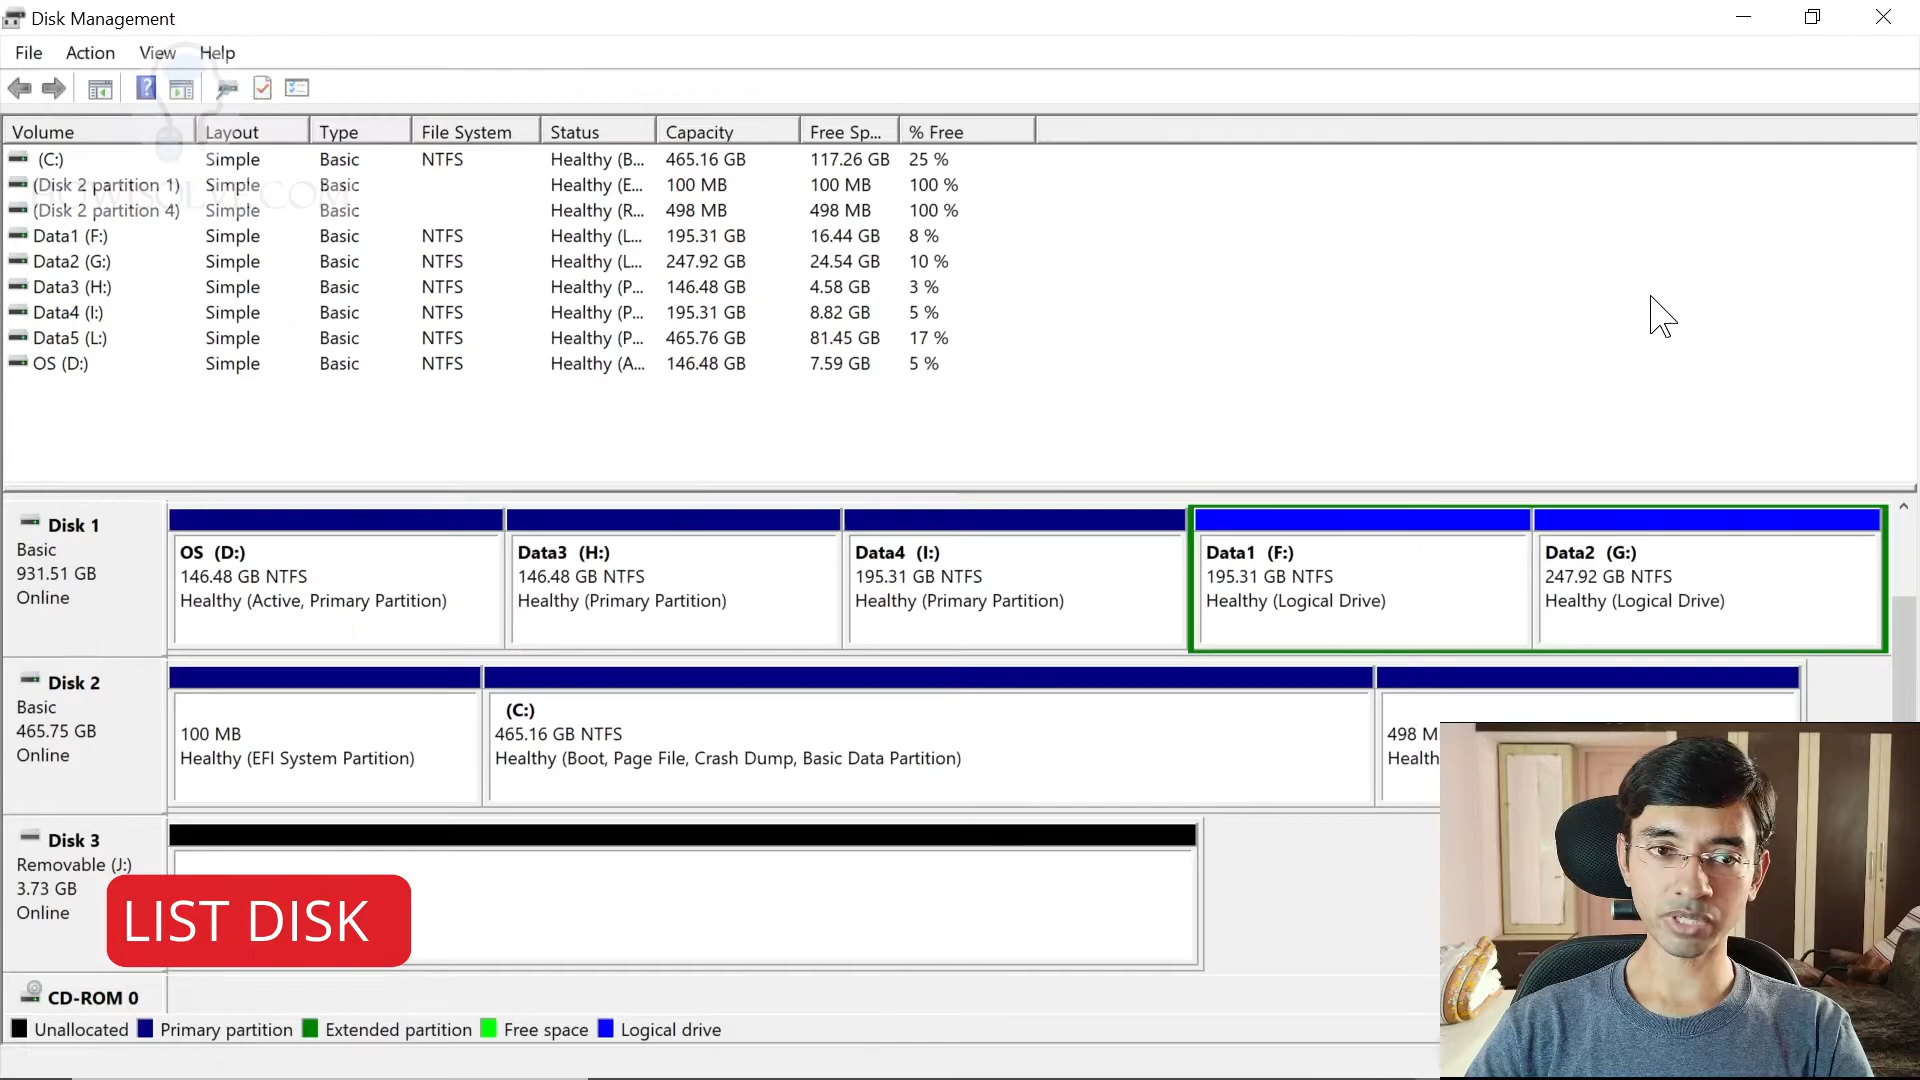 Disk Management
File Action View Help
Volume Layout Type File System Status Capacity Free Sp... % Free
(C:) Simple Basic NTFS Healthy (B... 465.16 GB 117.26 GB 25 %
(Disk 2 partition 1) Simple Basic Healthy (E... 100 MB 100 MB 100 %
(Disk 2 partition 4) Simple Basic Healthy (R... 498 MB 498 MB 100 %
HOWISOLVE.COM
Data1 (F:) Simple Basic NTFS Healthy (L... 195.31 GB 16.44 GB 8 %
Data2 (G:) Simple Basic NTFS Healthy (L... 247.92 GB 24.54 GB 10 %
Data3 (H:) Simple Basic NTFS Healthy (P... 146.48 GB 4.58 GB 3 %
Data4 (I:) Simple Basic NTFS Healthy (P... 195.31 GB 8.82 GB 5 %
Data5 (L:) Simple Basic NTFS Healthy (P... 465.76 GB 81.45 GB 17 %
OS (D:) Simple Basic NTFS Healthy (A... 146.48 GB 7.59 GB 5 %
Disk 1
Basic
931.51 GB
Online
OS (D:)
146.48 GB NTFS
Healthy (Active, Primary Partition)
Data3 (H:)
146.48 GB NTFS
Healthy (Primary Partition)
Data4 (I:)
195.31 GB NTFS
Healthy (Primary Partition)
Data1 (F:)
195.31 GB NTFS
Healthy (Logical Drive)
Data2 (G:)
247.92 GB NTFS
Healthy (Logical Drive)
Disk 2
Basic
465.75 GB
Online
100 MB
Healthy (EFI System Partition)
(C:)
465.16 GB NTFS
Healthy (Boot, Page File, Crash Dump, Basic Data Partition)
498 M
Health
Disk 3
Removable (J:)
3.73 GB
Online
LIST DISK
CD-ROM 0
Unallocated Primary partition Extended partition Free space Logical drive